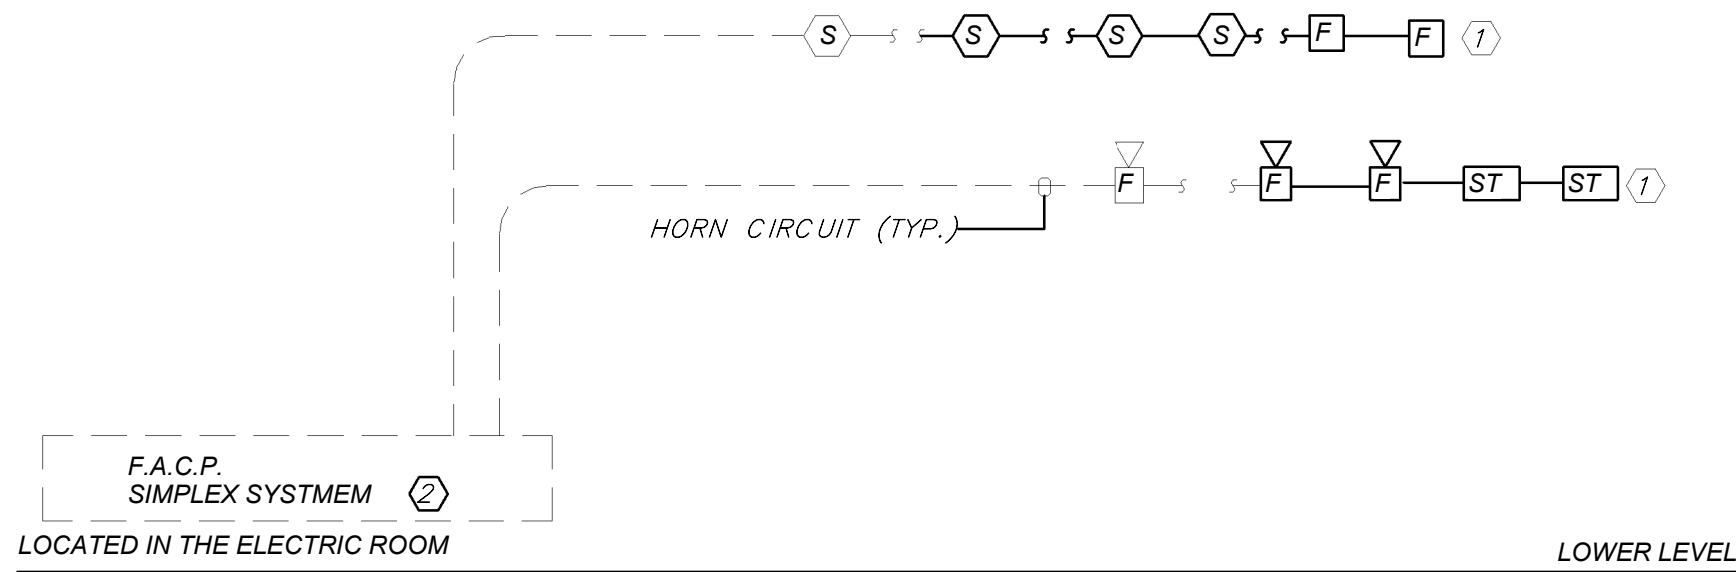 S S S S F F 1
F F F ST ST 1
HORN CIRCUIT (TYP.)
F.A.C.P.
SIMPLEX SYSTMEM 2
LOCATED IN THE ELECTRIC ROOM
LOWER LEVEL